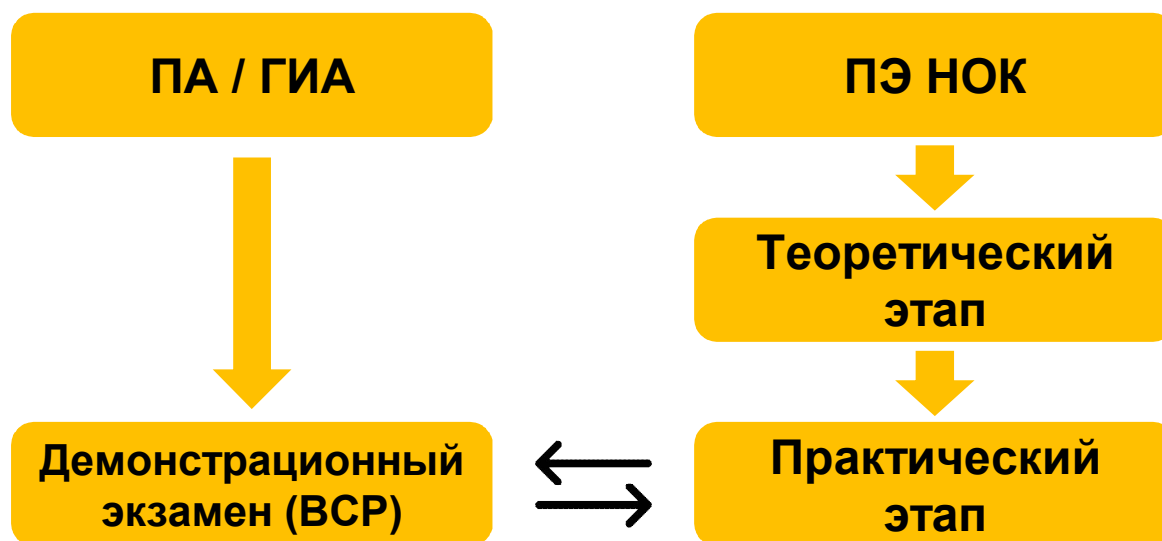 ПА / ГИА
ПЭ НОК
Теоретический
этап
Демонстрационный
экзамен (ВСР)
Практический
этап